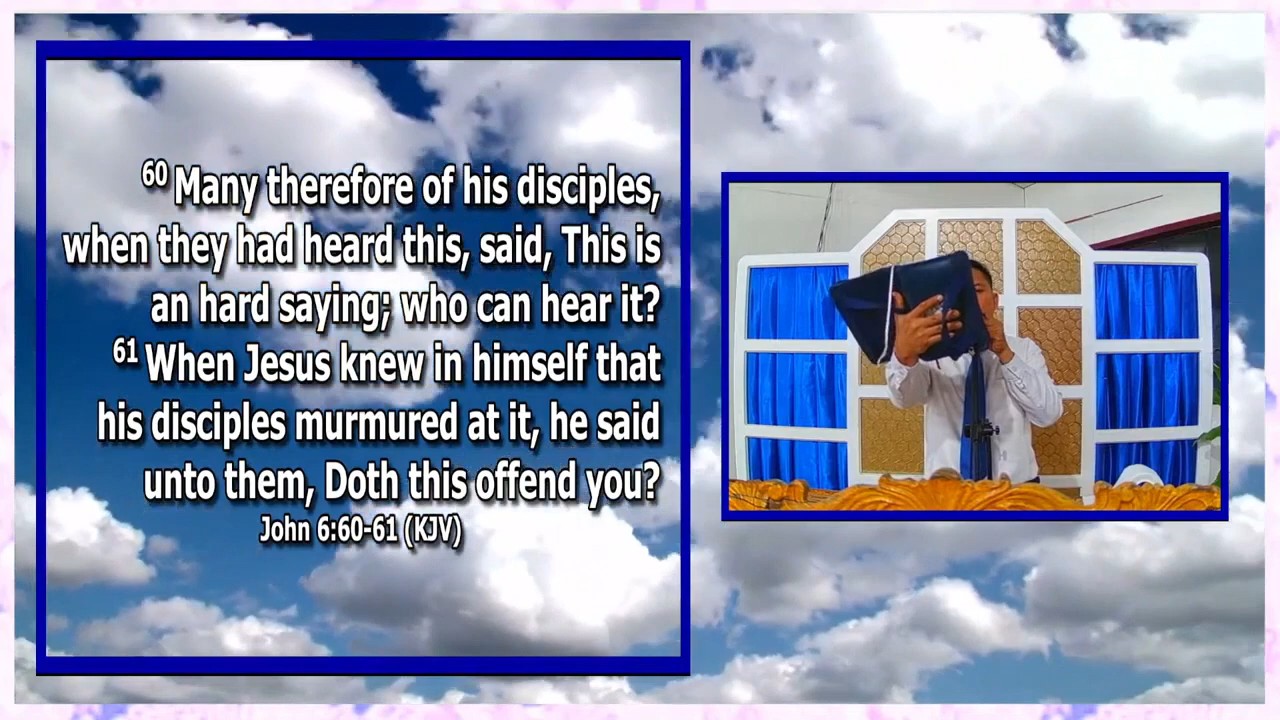 60 Many therefore of his disciples,
when they had heard this, said, This is
an hard saying; who can hear it?
61 When Jesus knew in himself that
his disciples murmured at it, he said
unto them, Doth this offend you?
John 6:60-61 (KJV)